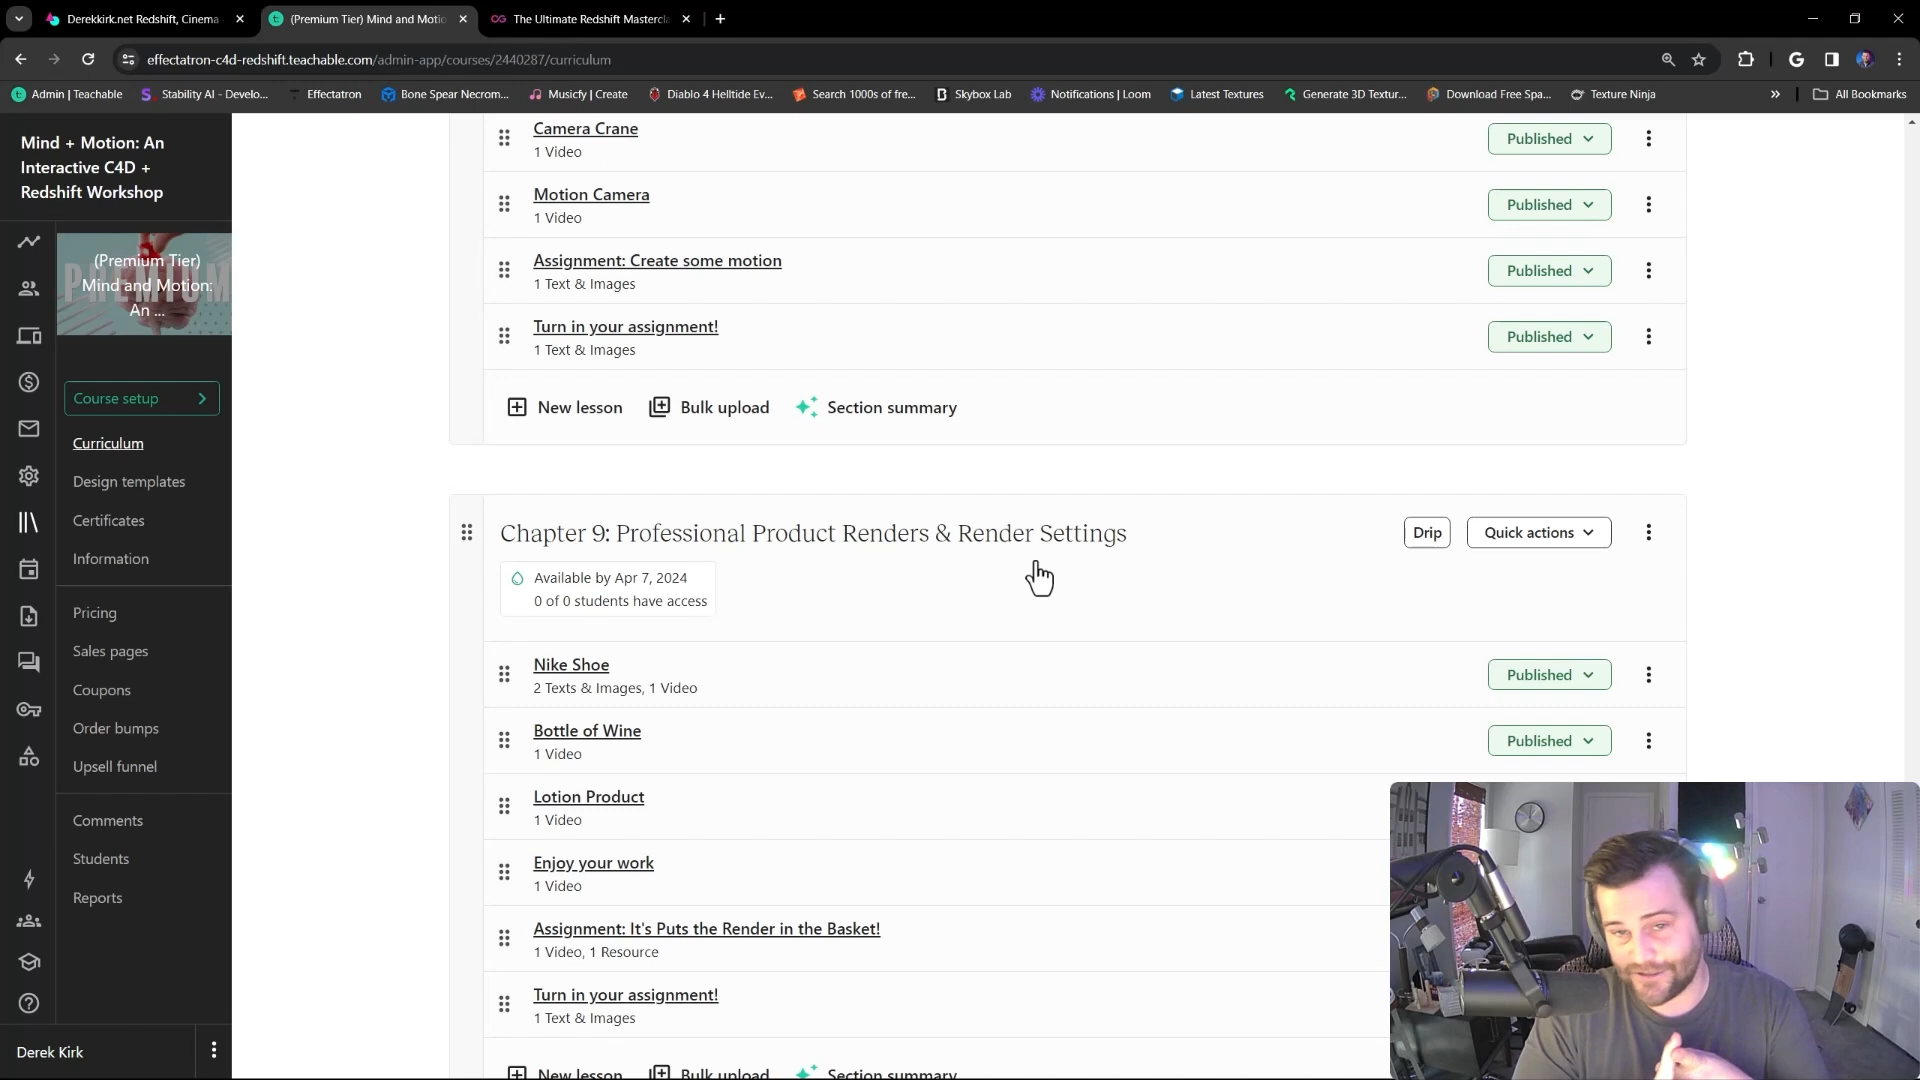 Derekkirk.net Redshift, Cinema
(Premium Tier) Mind and Motio
The Ultimate Redshift Mastercla
effectatron-c4d-redshift.teachable.com/admin-app/courses/2440287/curriculum
Admin | Teachable
Stability AI - Develo...
Effectatron
Bone Spear Necrom...
Musicfy | Create
Diablo 4 Helltide Ev...
Search 1000s of fre...
Skybox Lab
Notifications | Loom
Latest Textures
Generate 3D Textur...
Download Free Spa...
Texture Ninja
All Bookmarks
Mind + Motion: An
Interactive C4D +
Redshift Workshop
PREMIUM
(Premium Tier)
Mind and Motion:
An ...
Course setup
Curriculum
Design templates
Certificates
Information
Pricing
Sales pages
Coupons
Order bumps
Upsell funnel
Comments
Students
Reports
Derek Kirk
Camera Crane
1 Video
Published
Motion Camera
1 Video
Published
Assignment: Create some motion
1 Text & Images
Published
Turn in your assignment!
1 Text & Images
Published
New lesson
Bulk upload
Section summary
Chapter 9: Professional Product Renders & Render Settings
Drip
Quick actions
Available by Apr 7, 2024
0 of 0 students have access
Nike Shoe
2 Texts & Images, 1 Video
Published
Bottle of Wine
1 Video
Published
Lotion Product
1 Video
Enjoy your work
1 Video
Assignment: It's Puts the Render in the Basket!
1 Video, 1 Resource
Turn in your assignment!
1 Text & Images
New lesson
Bulk upload
Section summary